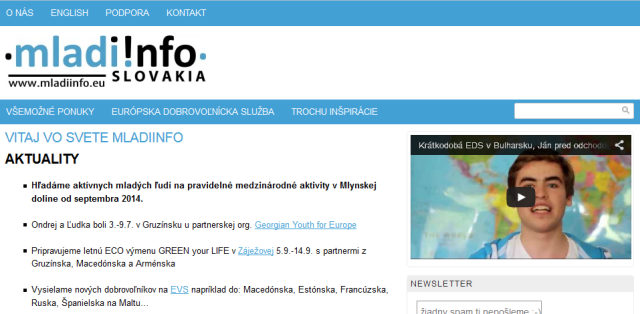 O NÁS ENGLISH PODPORA KONTAKT
·mladi!nfo·
SLOVAKIA
www.mladiinfo.eu
VŠEMOŽNÉ PONUKY EURÓPSKA DOBROVOĽNÍCKA SLUŽBA TROCHU INŠPIRÁCIE
VITAJ VO SVETE MLADIINFO
AKTUALITY
Hľadáme aktívnych mladých ľudí na pravidelné medzinárodné aktivity v Mlynskej
doline od septembra 2014.
Ondrej a Ľudka boli 3.-9.7. v Gruzínsku u partnerskej org. Georgian Youth for Europe
Pripravujeme letnú ECO výmenu GREEN your LIFE v Záježovej 5.9.-14.9. s partnermi z
Gruzínska, Macedónska a Arménska
Vysielame nových dobrovoľníkov na EVS napríklad do: Macedónska, Estónska, Francúzska,
Ruska, Španielska na Maltu…
Krátkodobá EDS v Bulharsku, Ján pred odchodo
NEWSLETTER
žiadny spam ti nepošleme :-)